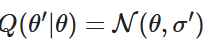 Q(θ′|θ) = 𝒩(θ, σ′)